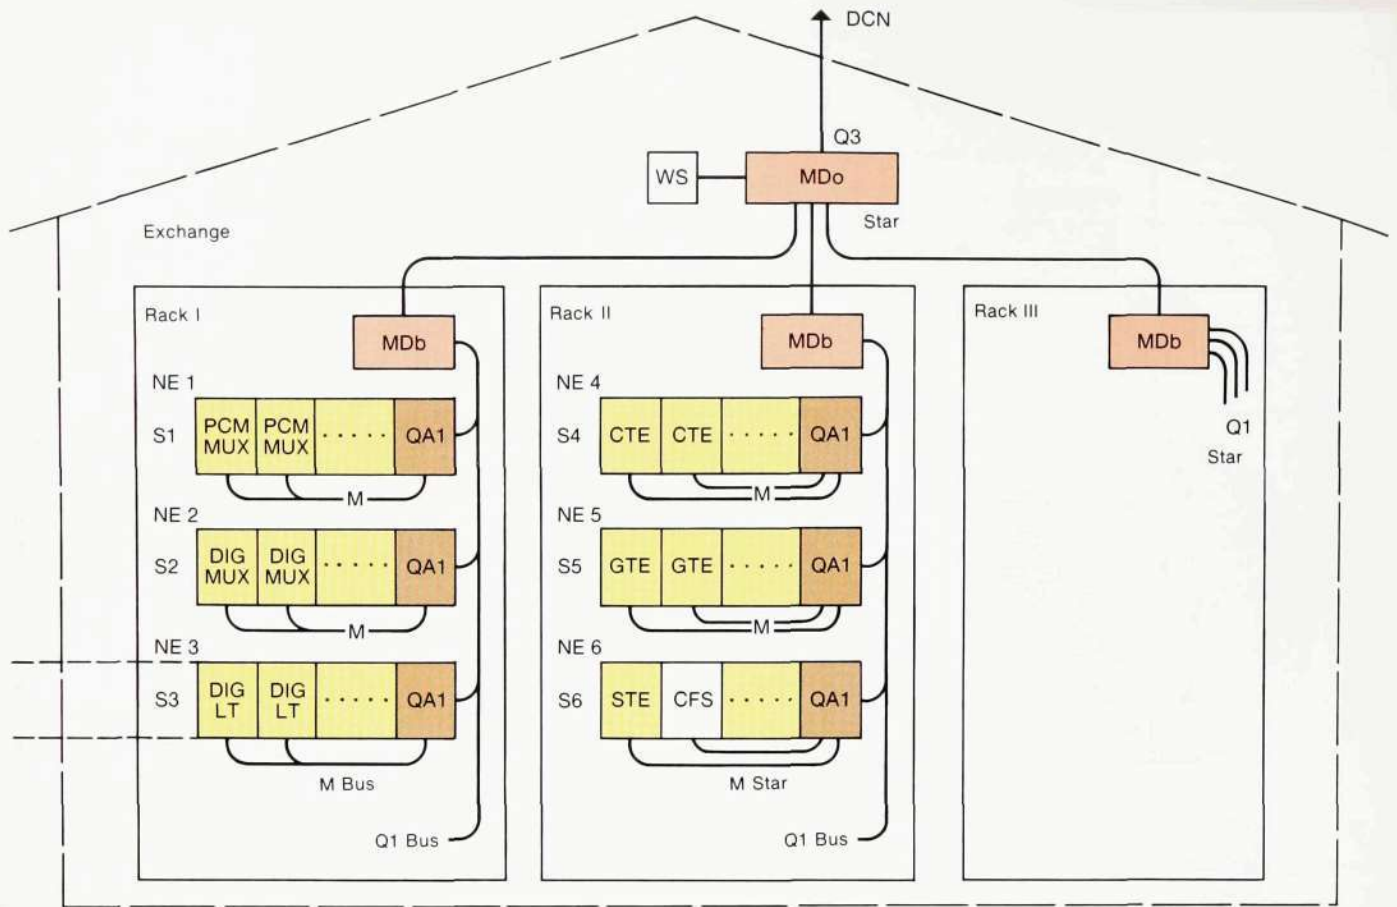 DCN
Q3
WS
MDo
Star
Exchange
Rack I
MDb
NE 1
S1
PCM
MUX
PCM
MUX
.....
QA1
M
NE 2
S2
DIG
MUX
DIG
MUX
.....
QA1
M
NE 3
S3
DIG
LT
DIG
LT
.....
QA1
M Bus
Q1 Bus
Rack II
MDb
NE 4
S4
CTE
CTE
.....
QA1
M
NE 5
S5
GTE
GTE
.....
QA1
M
NE 6
S6
STE
CFS
.....
QA1
M Star
Q1 Bus
Rack III
MDb
Q1
Star